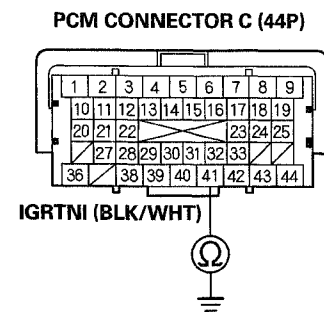 PCM CONNECTOR C (44P)
1 2 3 4 5 6 7 8 9
10 11 12 13 14 15 16 17 18 19
20 21 22 23 24 25
27 28 29 30 31 32 33
36 38 39 40 41 42 43 44
IGRTNI (BLK/WHT)
Ω